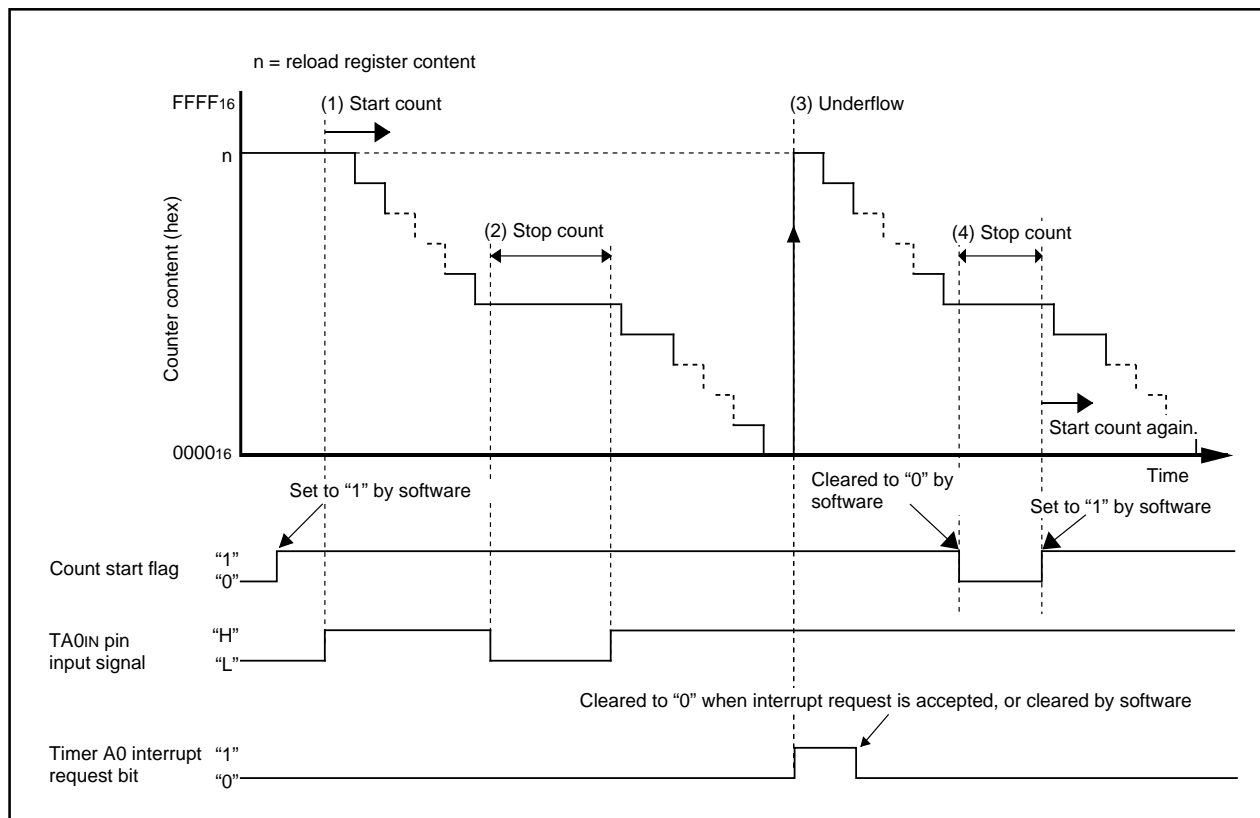 n = reload register content
FFFF16
(1) Start count
(3) Underflow
n
Counter content (hex)
(2) Stop count
(4) Stop count
Start count again.
000016
Time
Set to “1” by software
Cleared to “0” by
software
Set to “1” by software
Count start flag
“1”
“0”
TA0IN pin
input signal
“H”
“L”
Cleared to “0” when interrupt request is accepted, or cleared by software
Timer A0 interrupt
request bit
“1”
“0”